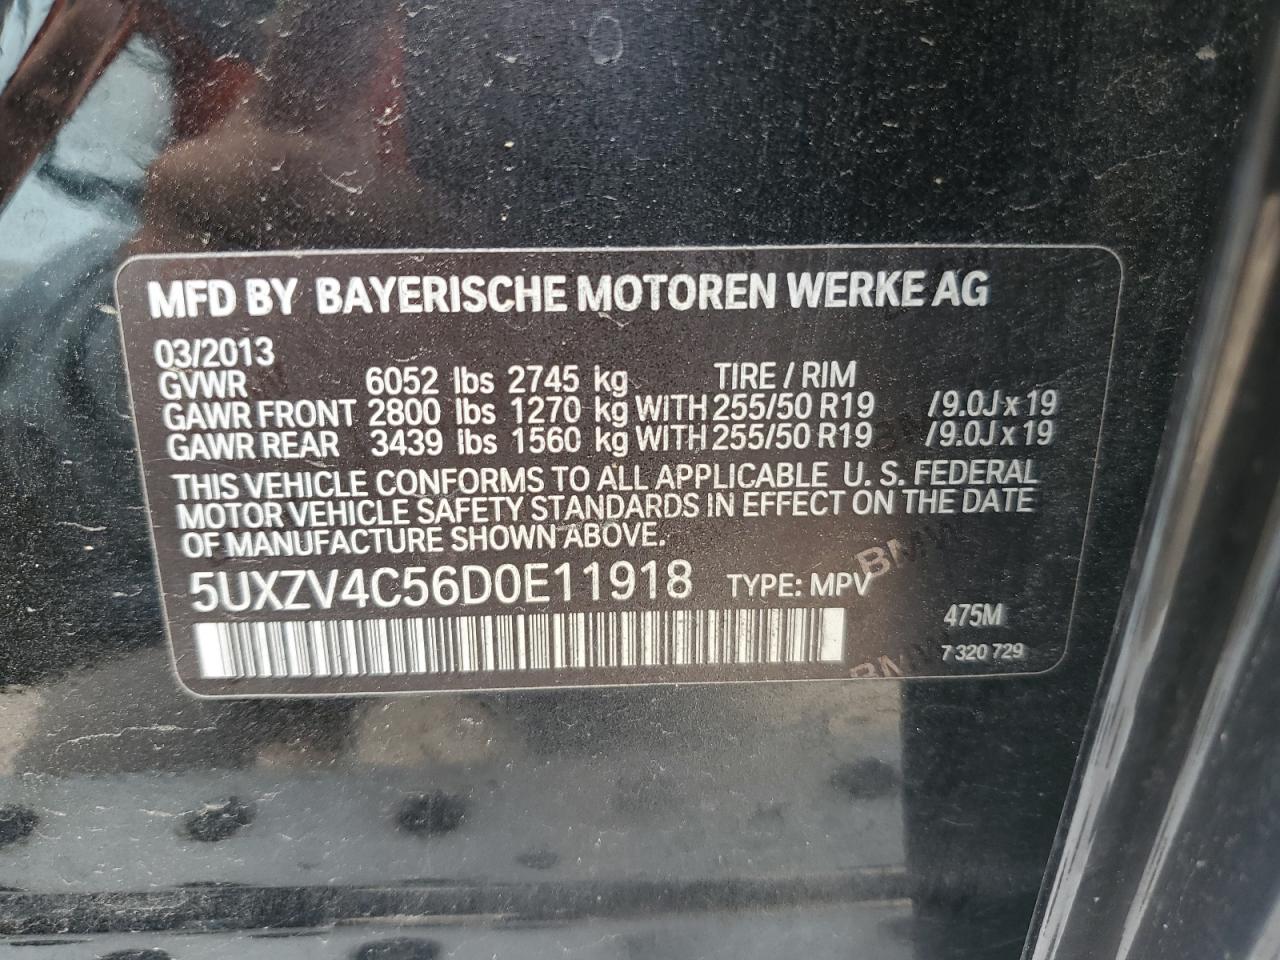 MFD BY BAYERISCHE MOTOREN WERKE AG
03/2013
GVWR 6052 lbs 2745 kg TIRE / RIM
GAWR FRONT 2800 lbs 1270 kg WITH 255/50 R19 /9.0J x 19
GAWR REAR 3439 lbs 1560 kg WITH 255/50 R19 /9.0J x 19
THIS VEHICLE CONFORMS TO ALL APPLICABLE U. S. FEDERAL
MOTOR VEHICLE SAFETY STANDARDS IN EFFECT ON THE DATE
OF MANUFACTURE SHOWN ABOVE.
5UXZV4C56D0E11918 TYPE: MPV
BMW
475M
7 320 729
BMW